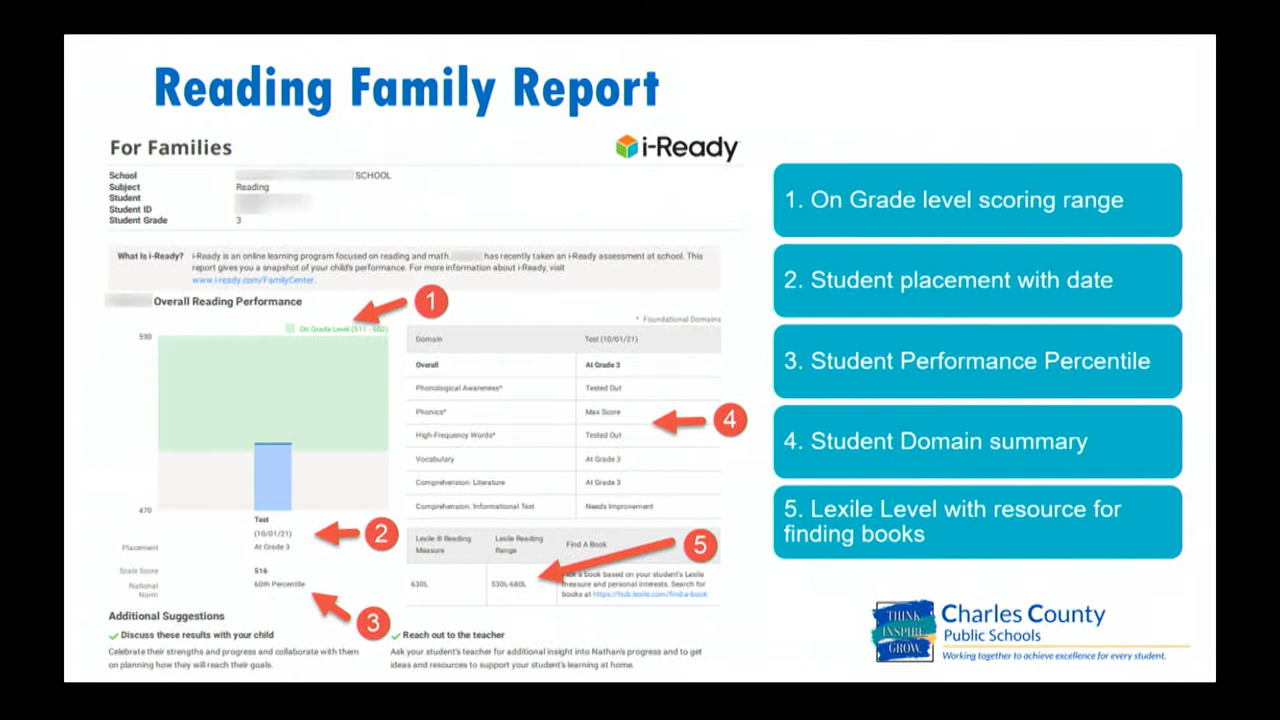 Reading Family Report
For Families
i-Ready
School SCHOOL
Subject Reading
Student
Student ID
Student Grade 3
What Is i-Ready? i-Ready is an online learning program focused on reading and math. has recently taken an i-Ready assessment at school. This
report gives you a snapshot of your child's performance. For more information about i-Ready, visit
www.i-ready.com/FamilyCenter.
Overall Reading Performance
1
On Grade Level (511 - 602)
590
470
Test
(10/01/21)
2
Placement At Grade 3
Scale Score 516
National 60th Percentile
Norm
3
* Foundational Domains
Domain Test (10/01/21)
Overall At Grade 3
Phonological Awareness* Tested Out
Phonics* Max Score
4
High-Frequency Words* Tested Out
Vocabulary At Grade 3
Comprehension: Literature At Grade 3
Comprehension: Informational Text Needs Improvement
Lexile ® Reading Lexile Reading Find A Book
Measure Range
5
630L 530L-680L
a book based on your student's Lexile
measure and personal interests. Search for
books at https://hub.lexile.com/find-a-book
Additional Suggestions
Discuss these results with your child
Celebrate their strengths and progress and collaborate with them
on planning how they will reach their goals.
Reach out to the teacher
Ask your student's teacher for additional insight into Nathan's progress and to get
ideas and resources to support your student's learning at home.
1. On Grade level scoring range
2. Student placement with date
3. Student Performance Percentile
4. Student Domain summary
5. Lexile Level with resource for
finding books
THINK.
INSPIRE.
GROW.
Charles County
Public Schools
Working together to achieve excellence for every student.